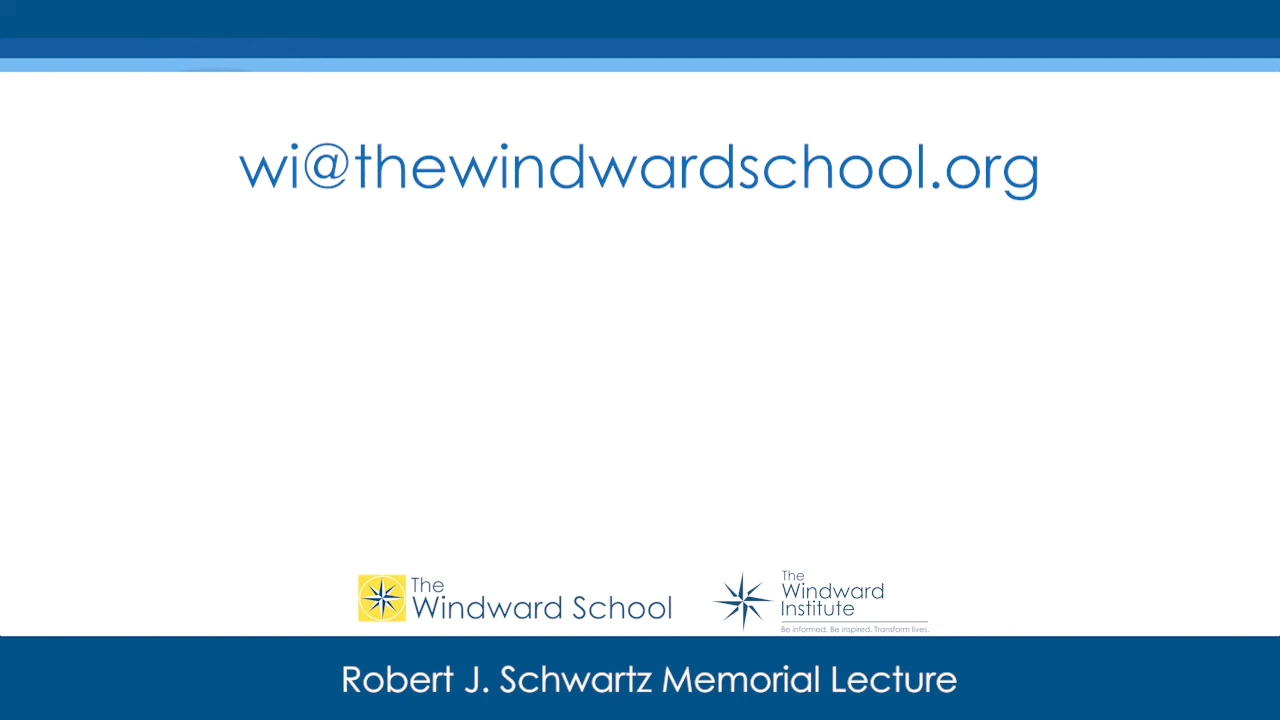 wi@thewindwardschool.org
The
Windward School
The
Windward
Institute
Be informed. Be inspired. Transform lives.
Robert J. Schwartz Memorial Lecture